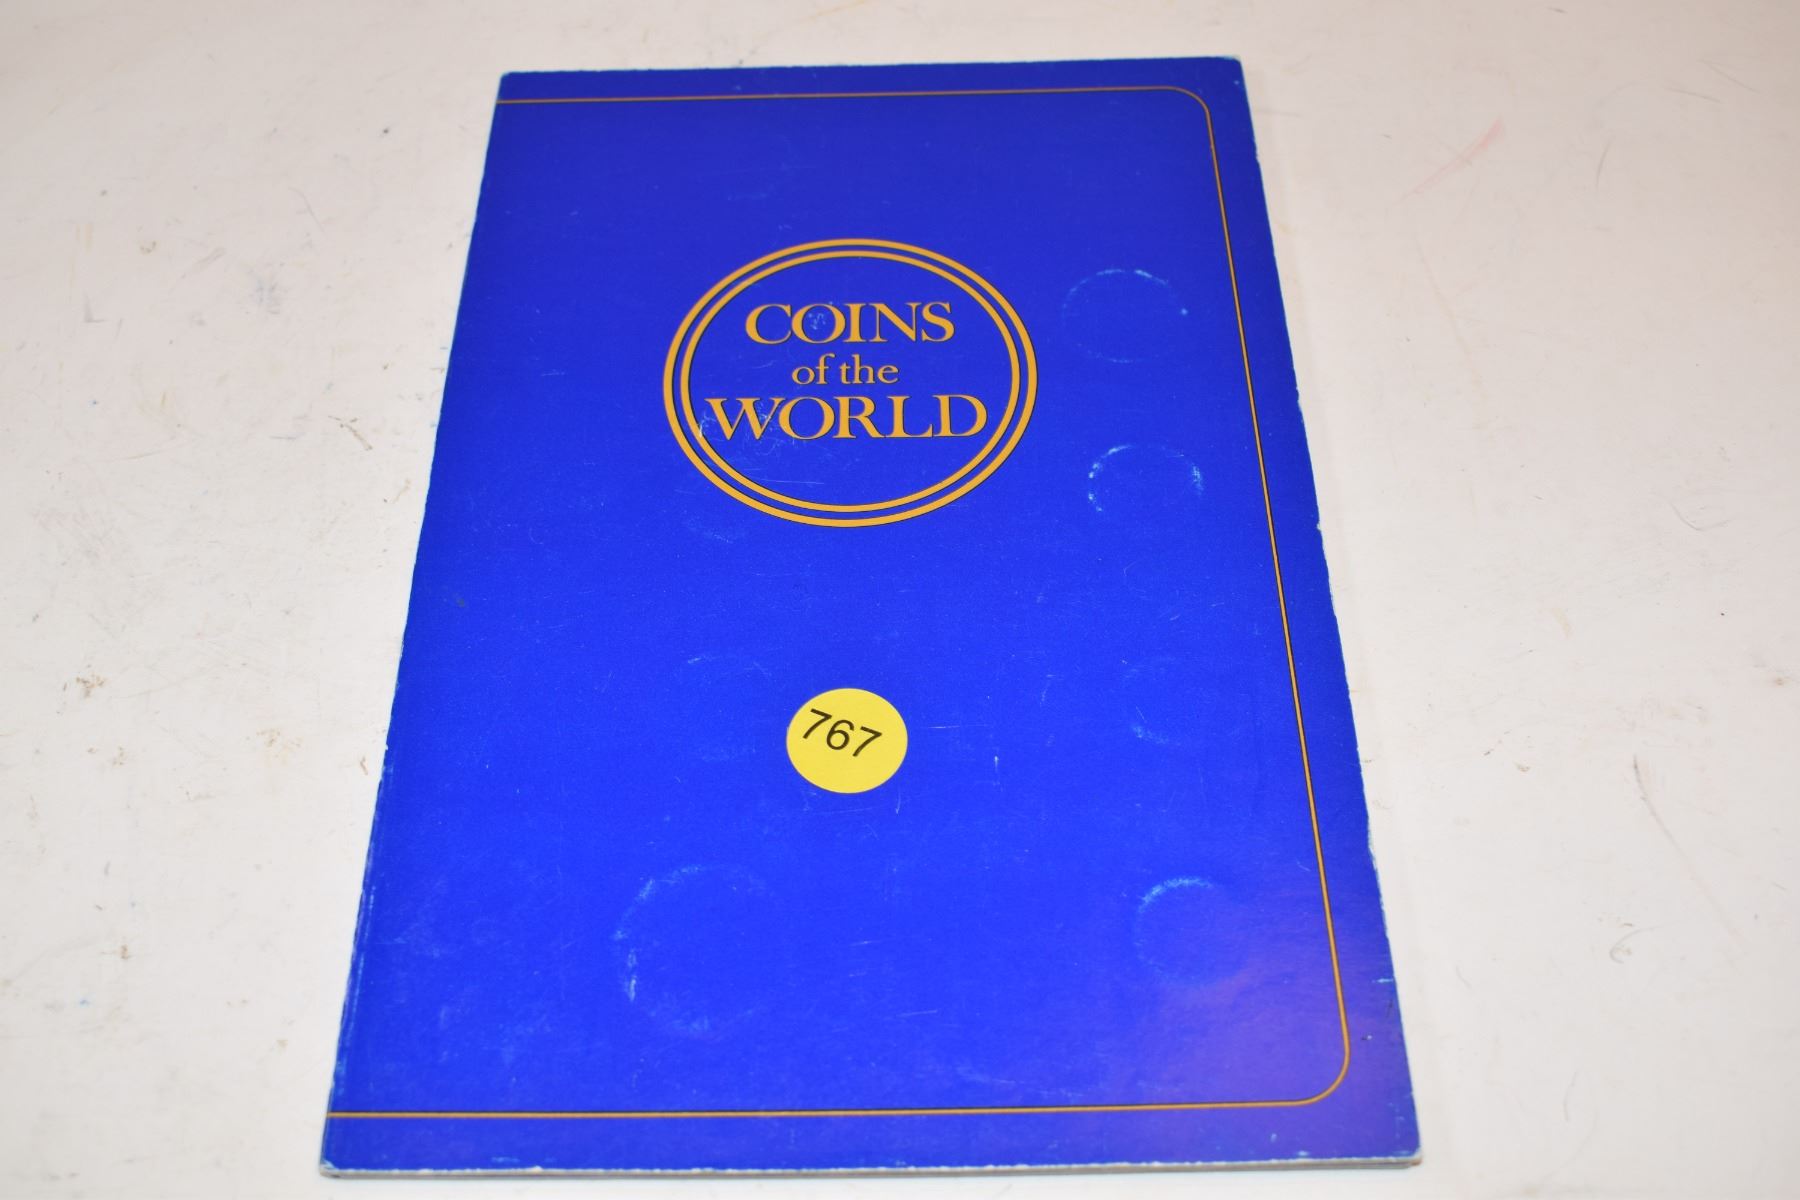 COINS
of the
WORLD
767